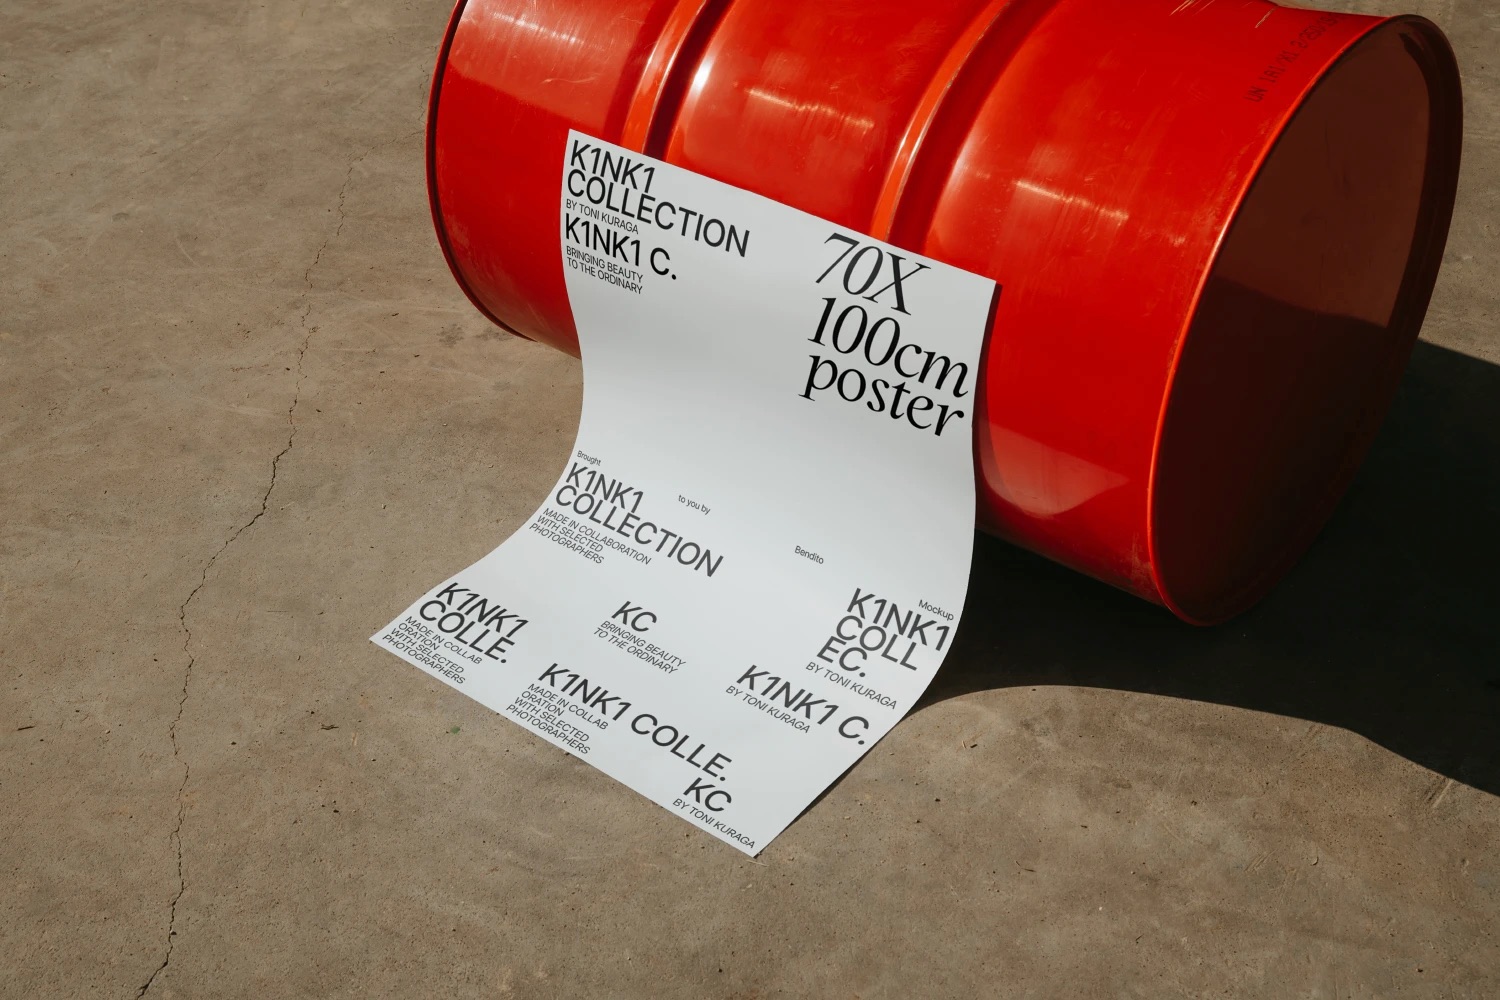 K1NK1
COLLECTION
BY TONI KURAGA
K1NK1 C.
BRINGING BEAUTY
TO THE ORDINARY
70X
100cm
poster
Brought
K1NK1
COLLECTION
MADE IN COLLABORATION
WITH SELECTED
PHOTOGRAPHERS
to you by
Bendito
Mockup
K1NK1
COLL
EC.
BY TONI KURAGA
K1NK1
COLLE.
MADE IN COLLAB
ORATION
WITH SELECTED
PHOTOGRAPHERS
KC
BRINGING BEAUTY
TO THE ORDINARY
K1NK1 C.
BY TONI KURAGA
K1NK1 COLLE.
MADE IN COLLAB
ORATION
WITH SELECTED
PHOTOGRAPHERS
KC
BY TONI KURAGA